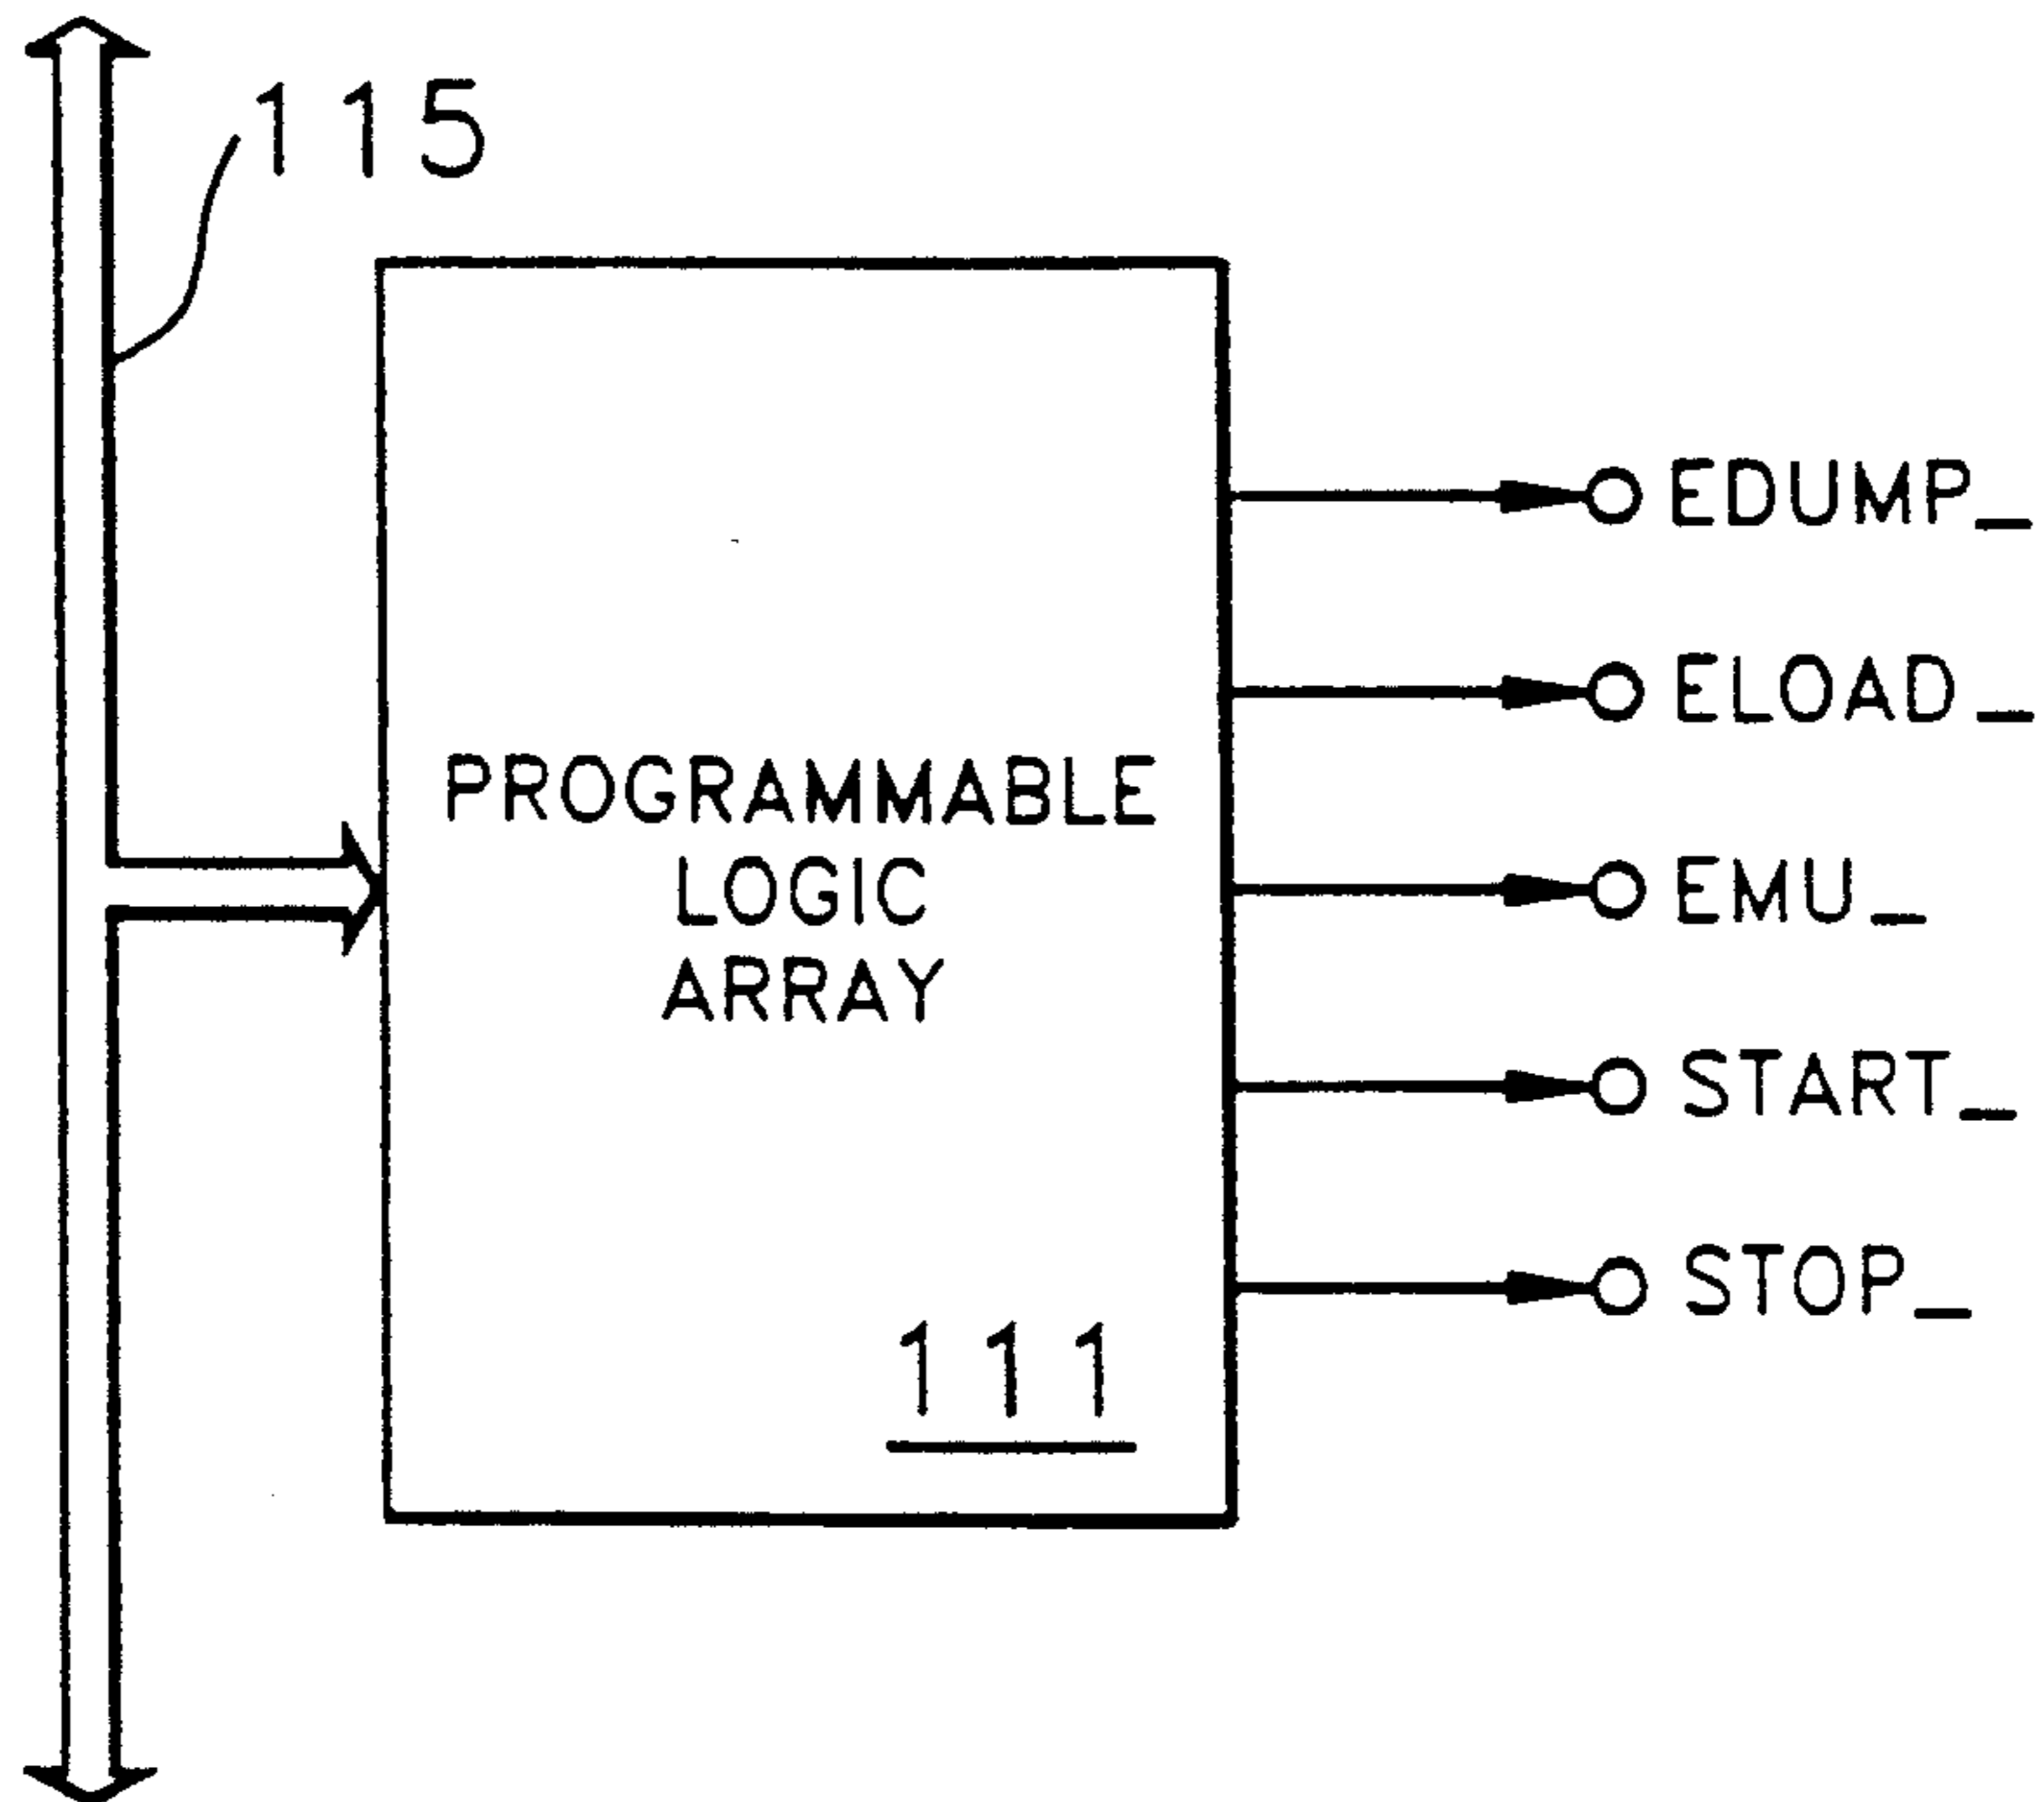 115
EDUMP_
ELOAD_
PROGRAMMABLE
LOGIC
ARRAY
EMU_
START_
STOP_
111